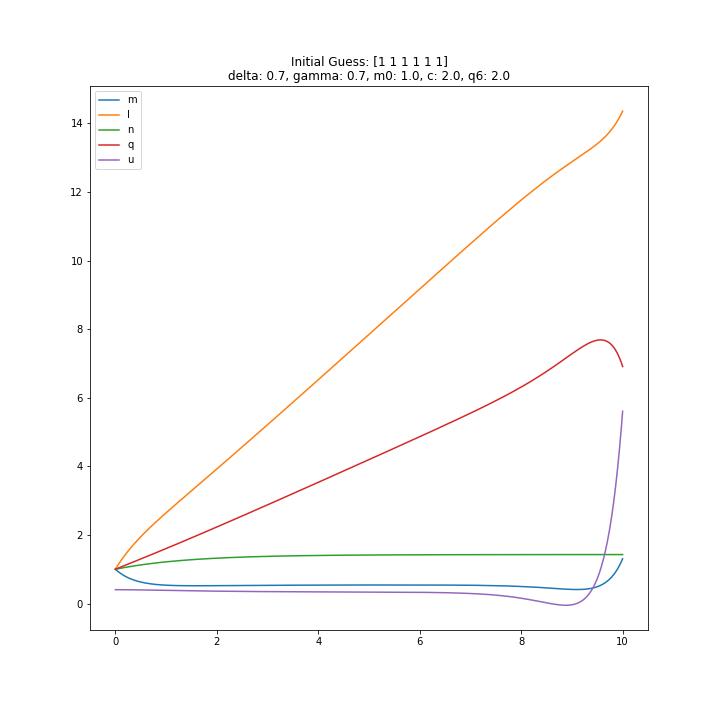 Initial Guess: [1 1 1 1 1 1]
delta: 0.7, gamma: 0.7, m0: 1.0, c: 2.0, q6: 2.0
m
l
n
q
u
14
12
10
8
6
4
2
0
0 2 4 6 8 10